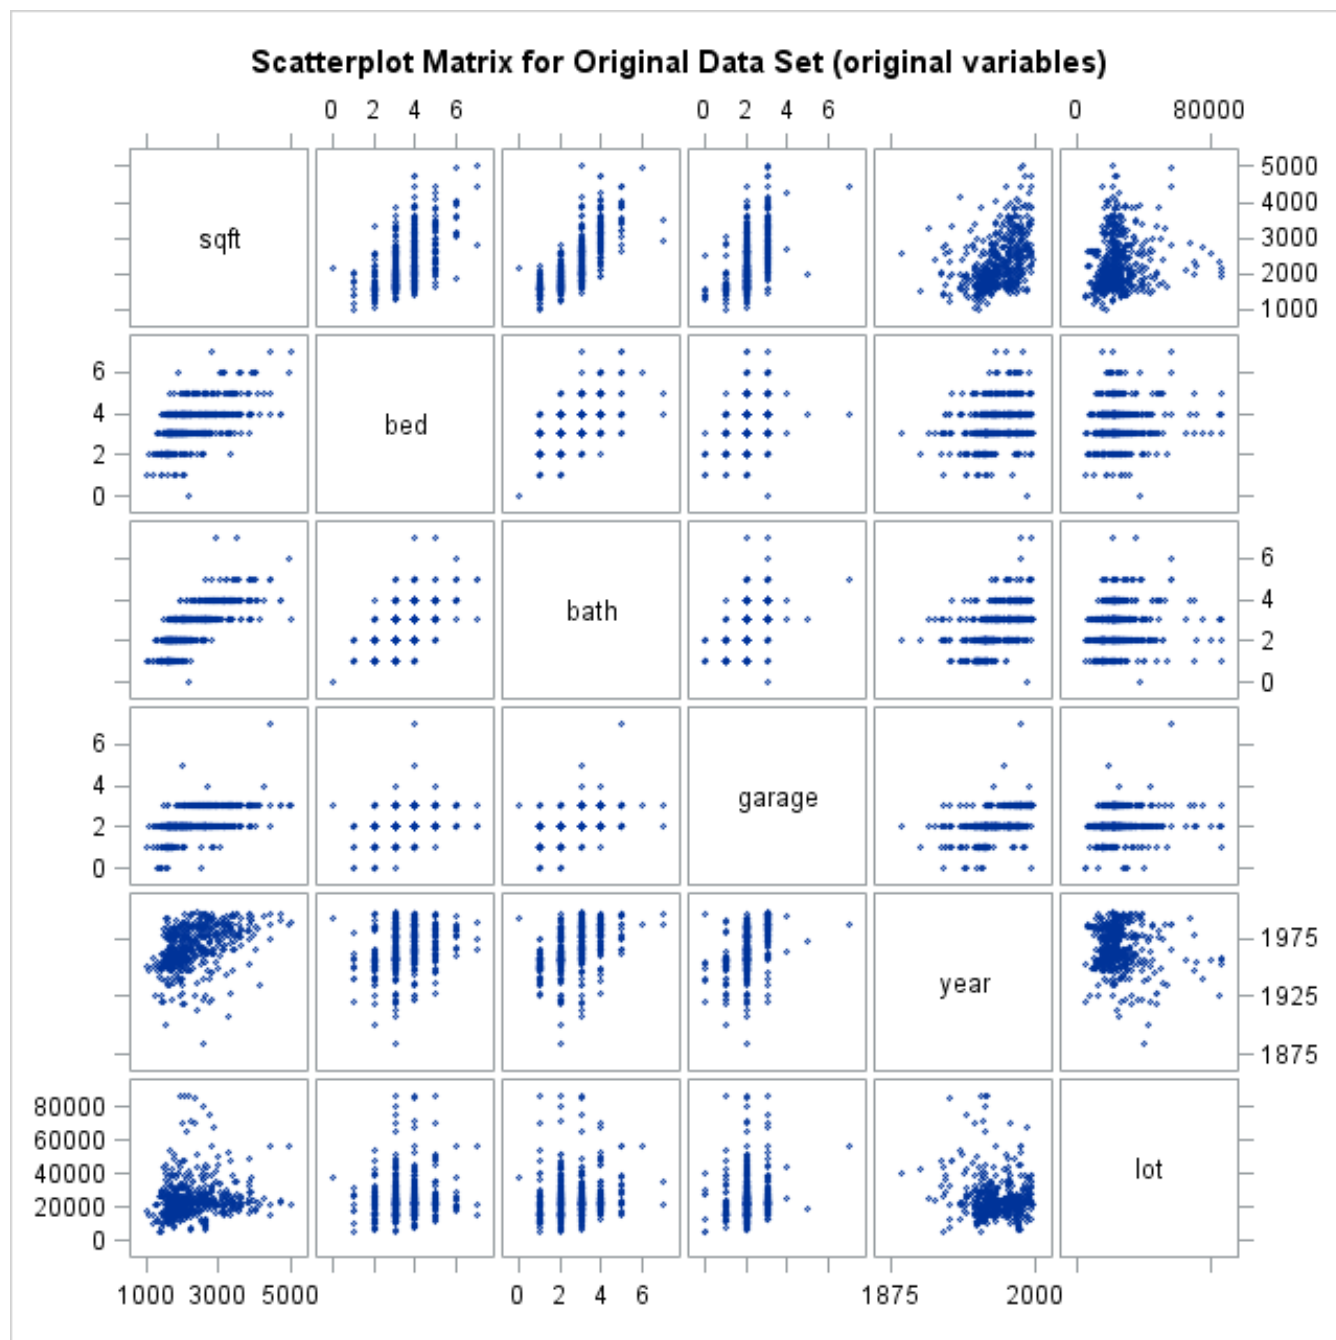 Scatterplot Matrix for Original Data Set (original variables)
0 2 4 6 0 2 4 6 0 80000
sqft
5000
4000
3000
2000
1000
6
4
2
0
bed
bath
6
4
2
0
6
4
2
0
garage
year
1975
1925
1875
80000
60000
40000
20000
0
lot
1000 3000 5000 0 2 4 6 1875 2000